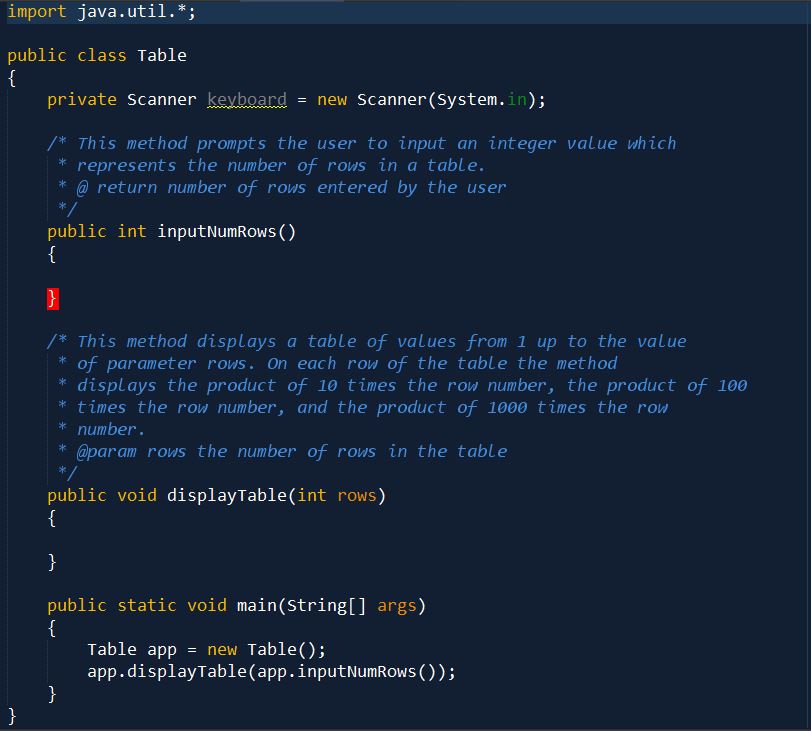 import java.util.*;
public class Table
{
private Scanner keyboard = new Scanner(System.in);
/* This method prompts the user to input an integer value which
* represents the number of rows in a table.
* @ return number of rows entered by the user
*/
public int inputNumRows()
{
}
/* This method displays a table of values from 1 up to the value
* of parameter rows. On each row of the table the method
* displays the product of 10 times the row number, the product of 100
* times the row number, and the product of 1000 times the row
* number.
* @param rows the number of rows in the table
*/
public void displayTable(int rows)
{
}
public static void main(String[] args)
{
Table app = new Table();
app.displayTable(app.inputNumRows());
}
}